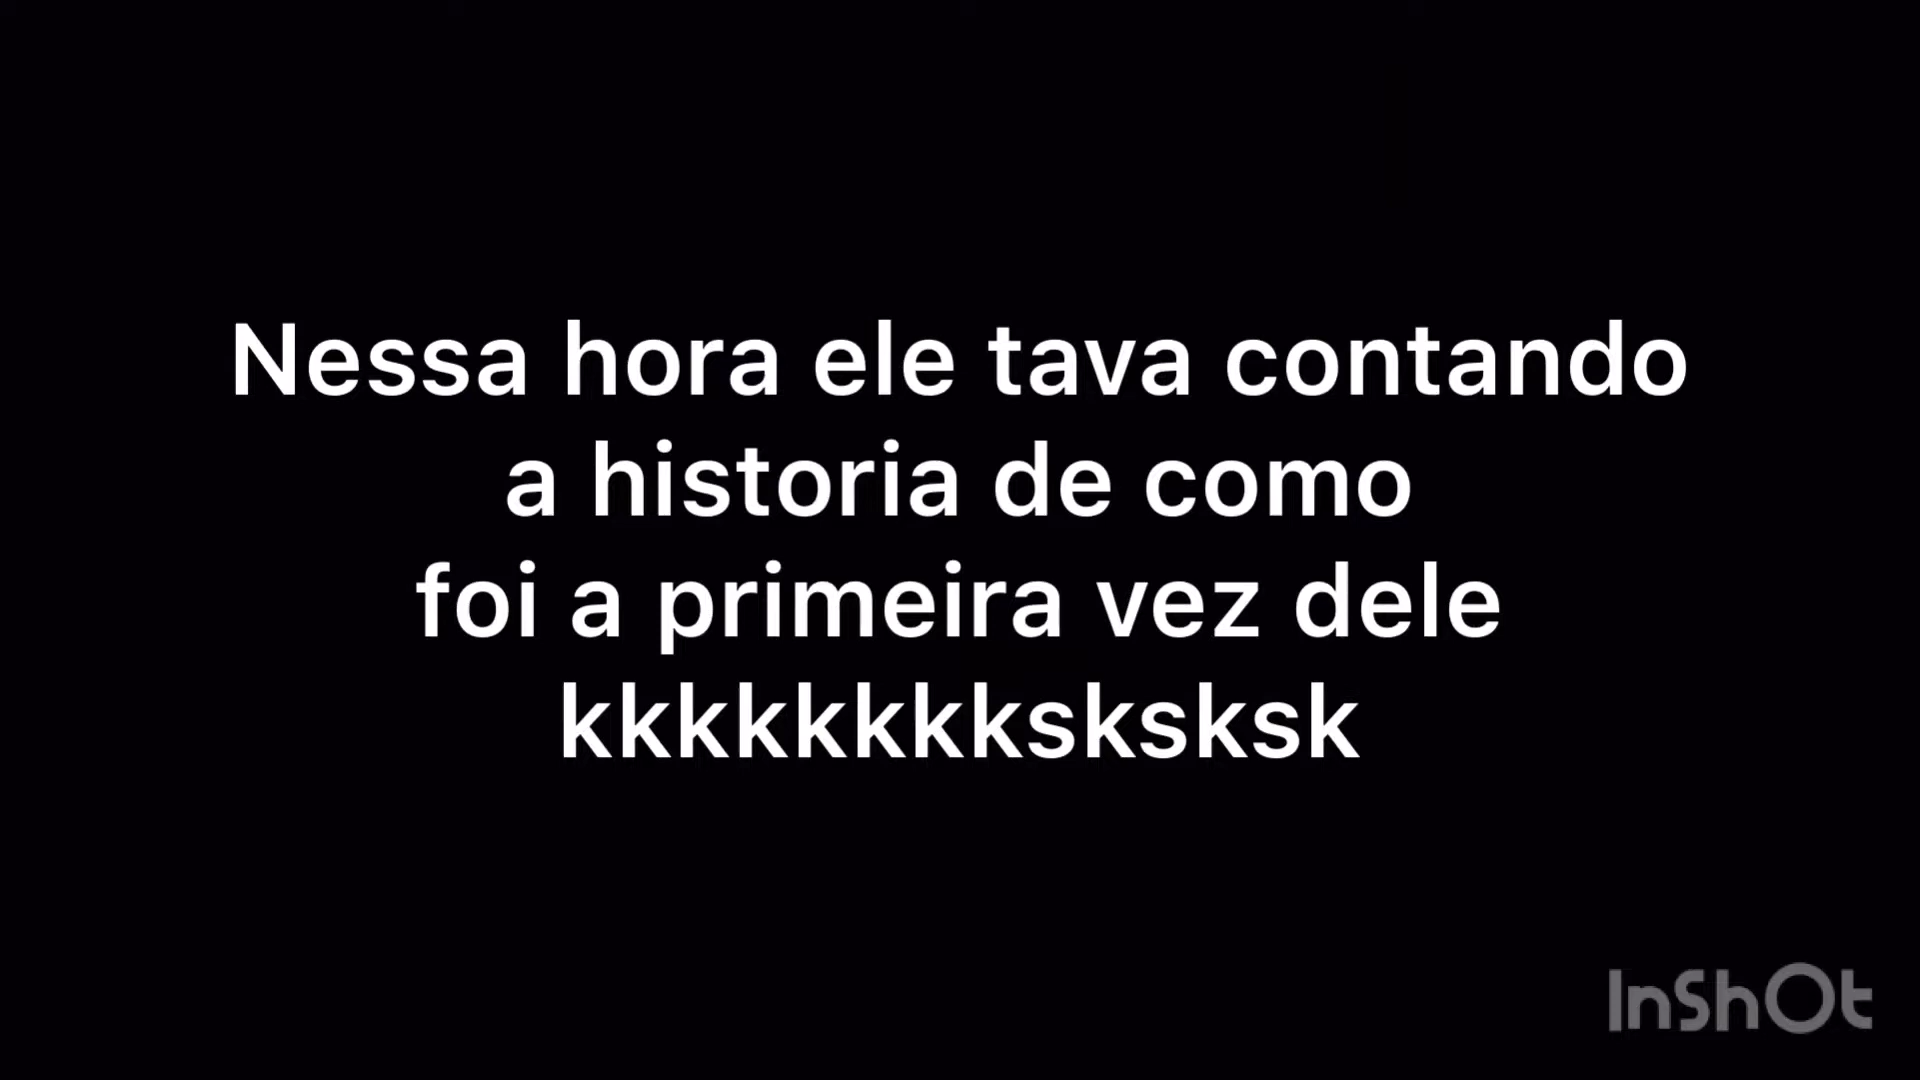 Nessa hora ele tava contando
a historia de como
foi a primeira vez dele
kkkkkkkksksksk
InShOt